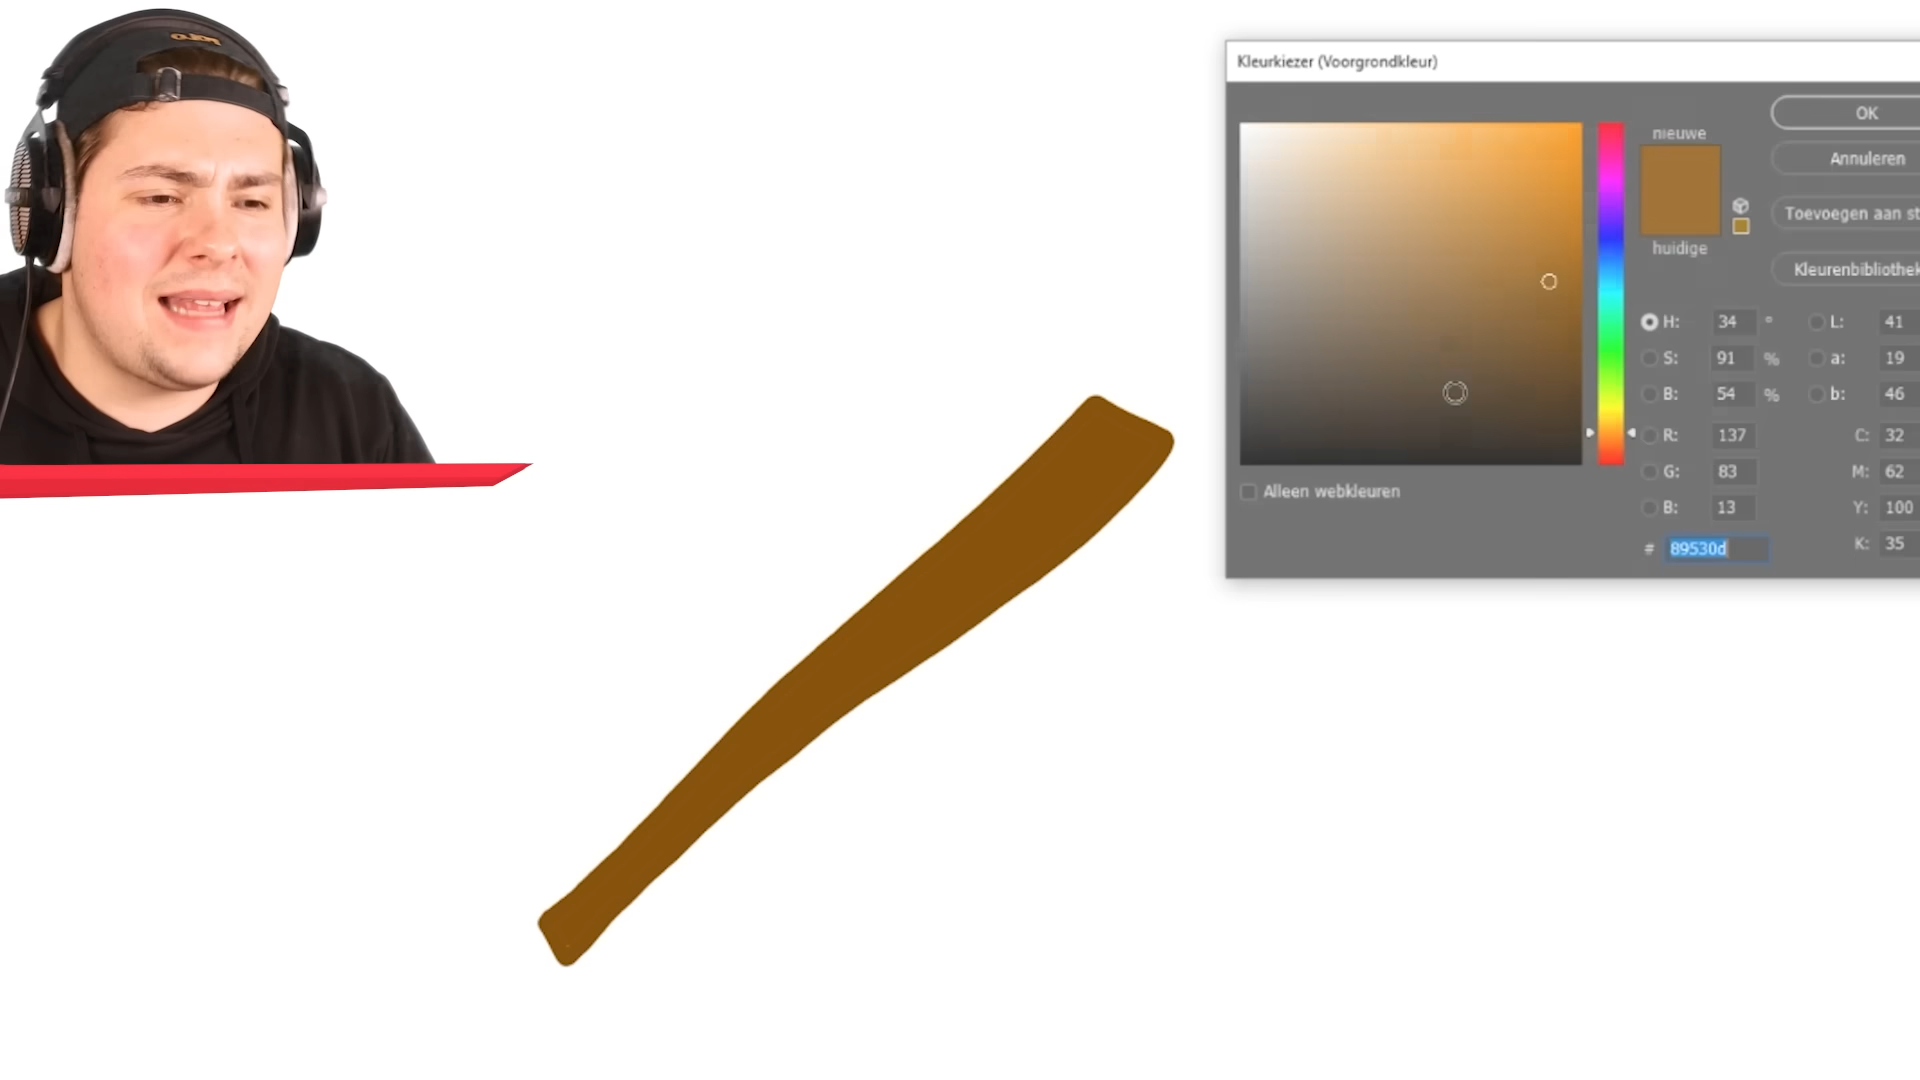 Kleurkiezer (Voorgrondkleur)
OK
nieuwe
Annuleren
Toevoegen aan st
huidige
Kleurenbibliothek
H: 34 ° L: 41
S: 91 % a: 19
B: 54 % b: 46
R: 137 C: 32
G: 83 M: 62
Alleen webkleuren
B: 13 Y: 100
# 89530d K: 35